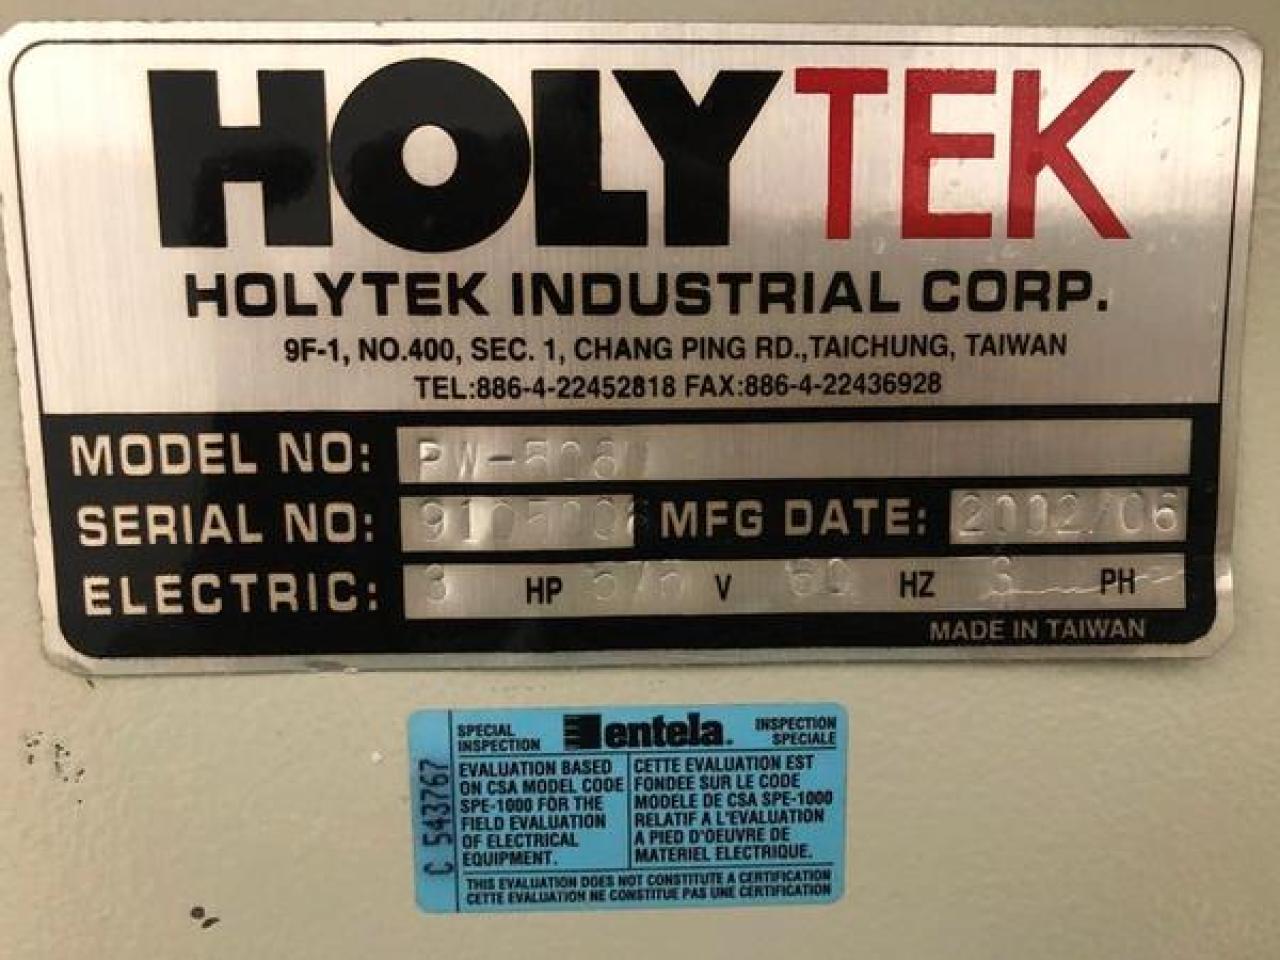 HOLYTEK
HOLYTEK INDUSTRIAL CORP.
9F-1, NO.400, SEC. 1, CHANG PING RD.,TAICHUNG, TAIWAN
TEL:886-4-22452818 FAX:886-4-22436928
MODEL NO:
SERIAL NO: MFG DATE: 2002/06
ELECTRIC: 3 HP 575 V 60 HZ 3 PH
MADE IN TAIWAN
C 543767
SPECIAL INSPECTION
entela.
INSPECTION SPECIALE
EVALUATION BASED
ON CSA MODEL CODE
SPE-1000 FOR THE
FIELD EVALUATION
OF ELECTRICAL
EQUIPMENT.
CETTE EVALUATION EST
FONDEE SUR LE CODE
MODELE DE CSA SPE-1000
RELATIF A L'EVALUATION
A PIED D'OEUVRE DE
MATERIEL ELECTRIQUE.
THIS EVALUATION DOES NOT CONSTITUTE A CERTIFICATION
CETTE EVALUATION NE CONSTITUE PAS UNE CERTIFICATION